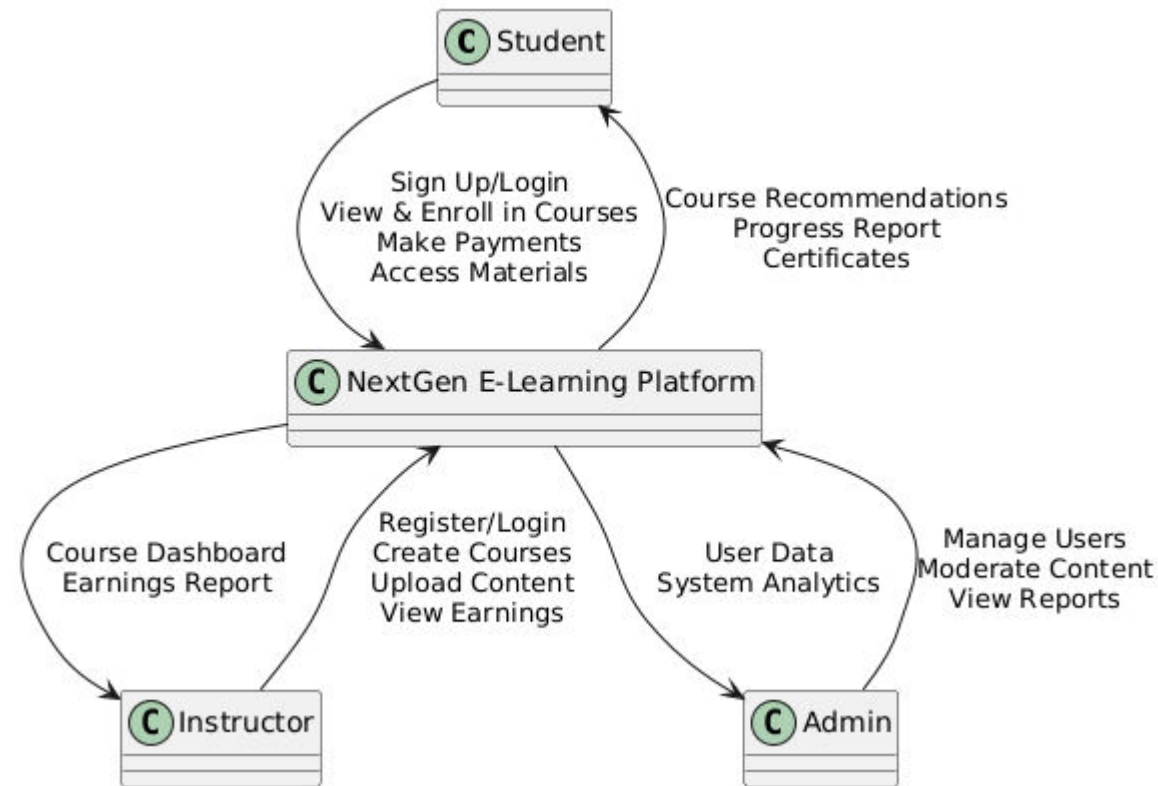 C Student
Sign Up/Login
View & Enroll in Courses
Make Payments
Access Materials
Course Recommendations
Progress Report
Certificates
C NextGen E-Learning Platform
Course Dashboard
Earnings Report
Register/Login
Create Courses
Upload Content
View Earnings
User Data
System Analytics
Manage Users
Moderate Content
View Reports
C Instructor
C Admin